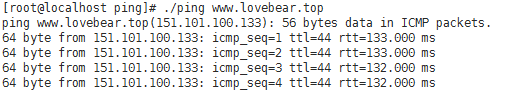 [root@localhost ping]# ./ping www.lovebear.top
ping www.lovebear.top(151.101.100.133): 56 bytes data in ICMP packets.
64 byte from 151.101.100.133: icmp_seq=1 ttl=44 rtt=133.000 ms
64 byte from 151.101.100.133: icmp_seq=2 ttl=44 rtt=133.000 ms
64 byte from 151.101.100.133: icmp_seq=3 ttl=44 rtt=132.000 ms
64 byte from 151.101.100.133: icmp_seq=4 ttl=44 rtt=132.000 ms